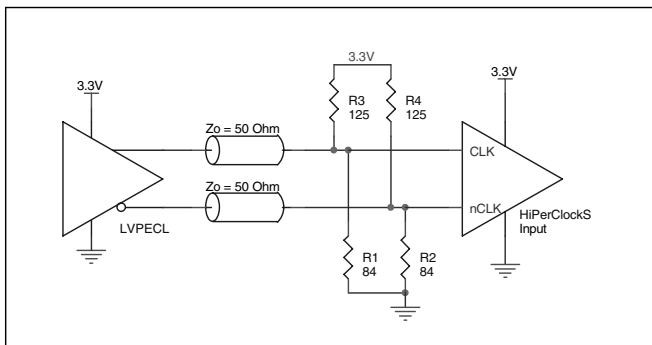 3.3V
3.3V
3.3V
R3
125
R4
125
Zo = 50 Ohm
CLK
Zo = 50 Ohm
nCLK
LVPECL
HiPerClockS
Input
R1
84
R2
84